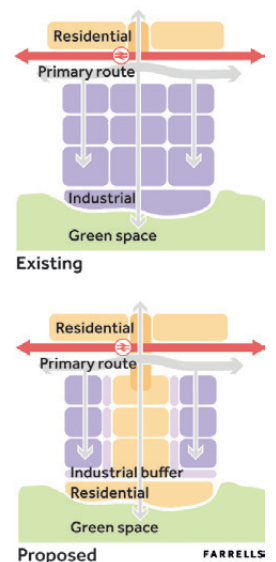 Residential
Primary route
Industrial
Green space
Existing
Residential
Primary route
Industrial buffer
Residential
Green space
Proposed
FARRELLS